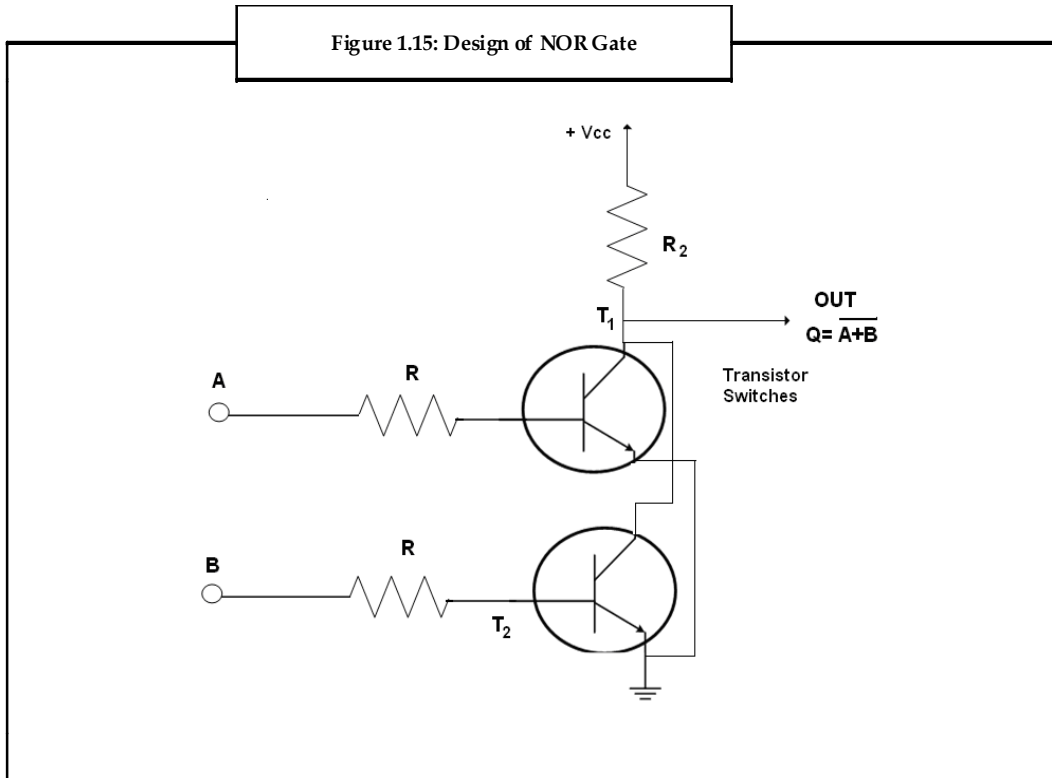 Figure 1.15: Design of NOR Gate
+ Vcc
R2
T1
OUT
Q= A+B
Transistor
Switches
A
R
B
R
T2